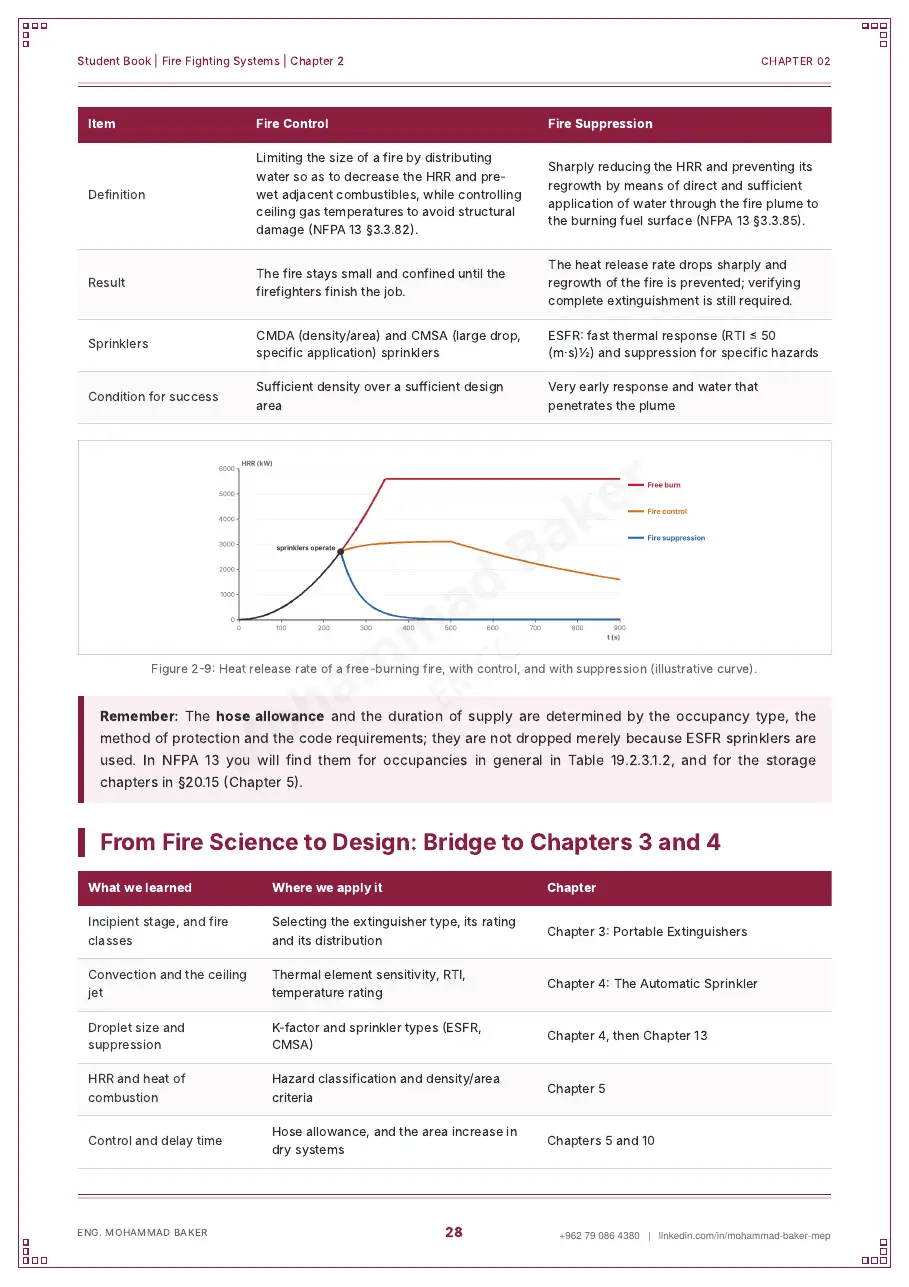 Student Book | Fire Fighting Systems | Chapter 2
CHAPTER 02
Item
Fire Control
Fire Suppression
Definition
Limiting the size of a fire by distributing
water so as to decrease the HRR and pre-
wet adjacent combustibles, while controlling
ceiling gas temperatures to avoid structural
damage (NFPA 13 §3.3.82).
Sharply reducing the HRR and preventing its
regrowth by means of direct and sufficient
application of water through the fire plume to
the burning fuel surface (NFPA 13 §3.3.85).
Result
The fire stays small and confined until the
firefighters finish the job.
The heat release rate drops sharply and
regrowth of the fire is prevented; verifying
complete extinguishment is still required.
Sprinklers
CMDA (density/area) and CMSA (large drop,
specific application) sprinklers
ESFR: fast thermal response (RTI ≤ 50
(m·s)½) and suppression for specific hazards
Condition for success
Sufficient density over a sufficient design
area
Very early response and water that
penetrates the plume
HRR (kW)
6000
5000
4000
3000
2000
1000
0
sprinklers operate
0 100 200 300 400 500 600 700 800 900
t (s)
Free burn
Fire control
Fire suppression
Mohammad Baker
Figure 2-9: Heat release rate of a free-burning fire, with control, and with suppression (illustrative curve).
Remember: The hose allowance and the duration of supply are determined by the occupancy type, the
method of protection and the code requirements; they are not dropped merely because ESFR sprinklers are
used. In NFPA 13 you will find them for occupancies in general in Table 19.2.3.1.2, and for the storage
chapters in §20.15 (Chapter 5).
From Fire Science to Design: Bridge to Chapters 3 and 4
What we learned
Where we apply it
Chapter
Incipient stage, and fire
classes
Selecting the extinguisher type, its rating
and its distribution
Chapter 3: Portable Extinguishers
Convection and the ceiling
jet
Thermal element sensitivity, RTI,
temperature rating
Chapter 4: The Automatic Sprinkler
Droplet size and
suppression
K-factor and sprinkler types (ESFR,
CMSA)
Chapter 4, then Chapter 13
HRR and heat of
combustion
Hazard classification and density/area
criteria
Chapter 5
Control and delay time
Hose allowance, and the area increase in
dry systems
Chapters 5 and 10
ENG. MOHAMMAD BAKER
28
+962 79 086 4380 | linkedin.com/in/mohammad-baker-mep